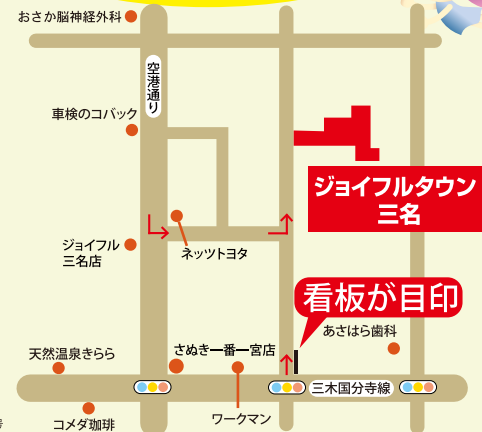 おさか脳神経外科
空港通り
車検のコバック
ジョイフルタウン
三名
ジョイフル
三名店
ネッツトヨタ
看板が目印
あさはら歯科
さぬき一番一宮店
天然温泉きらら
三木国分寺線
ワークマン
コメダ珈琲